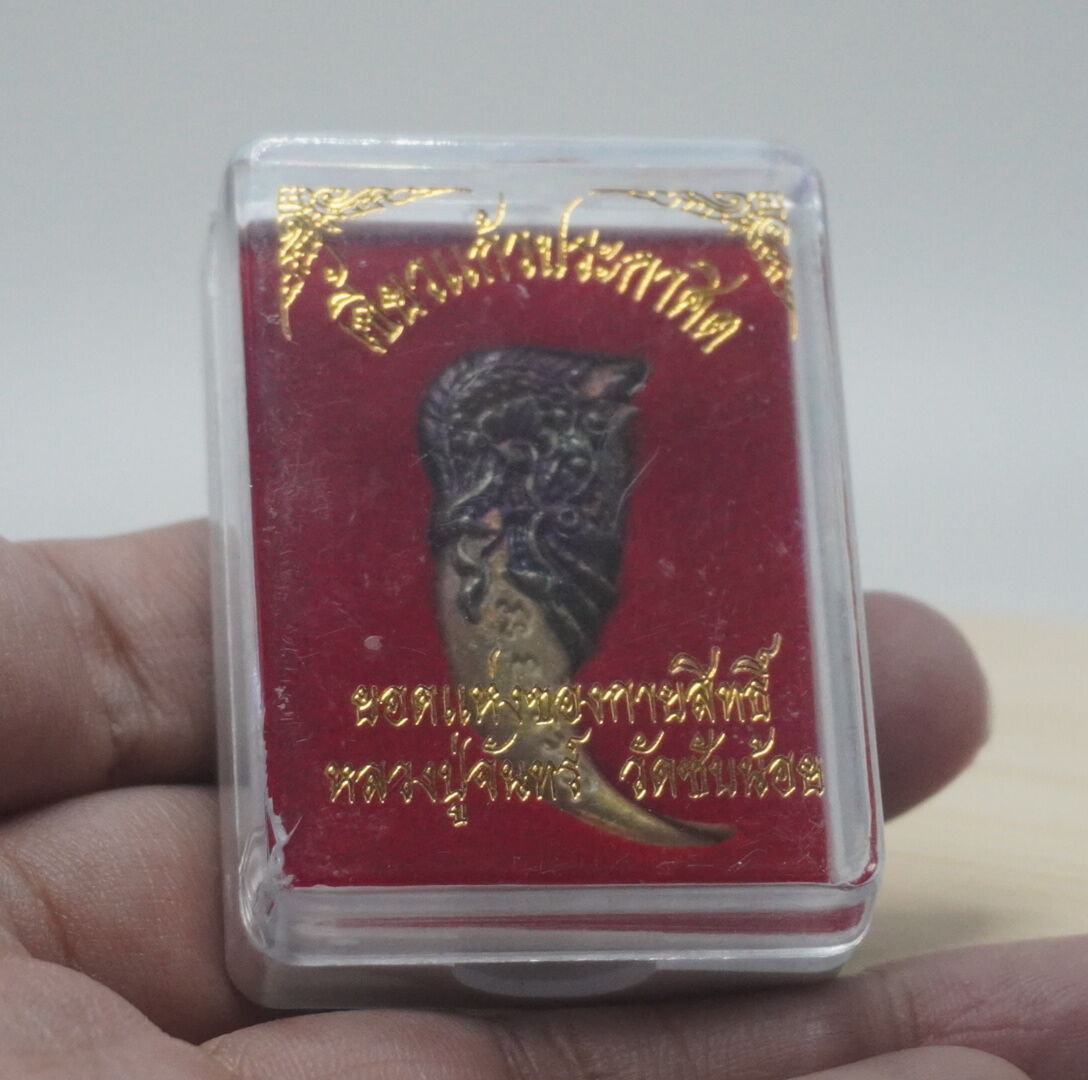 เขี้ยวแก้วประกาศิต
ยอดแห่งของกายสิทธิ์
หลวงปู่จันทร์ วัดซับน้อย